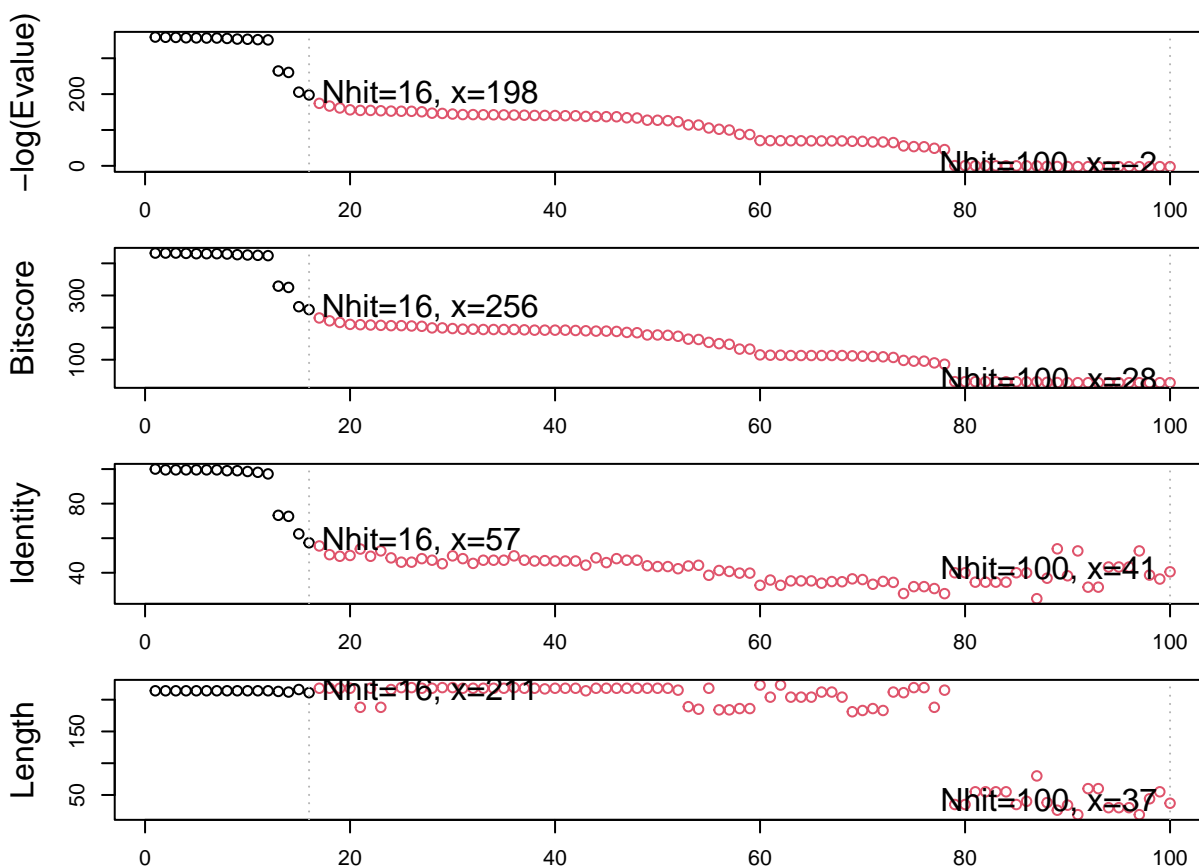 −log(Evalue)
0 200
Nhit=16, x=198
Nhit=100, x=−2
0 20 40 60 80 100
Bitscore
100 300
Nhit=16, x=256
Nhit=100, x=28
0 20 40 60 80 100
Identity
40 80
Nhit=16, x=57
Nhit=100, x=41
0 20 40 60 80 100
Length
50 150
Nhit=16, x=211
Nhit=100, x=37
0 20 40 60 80 100